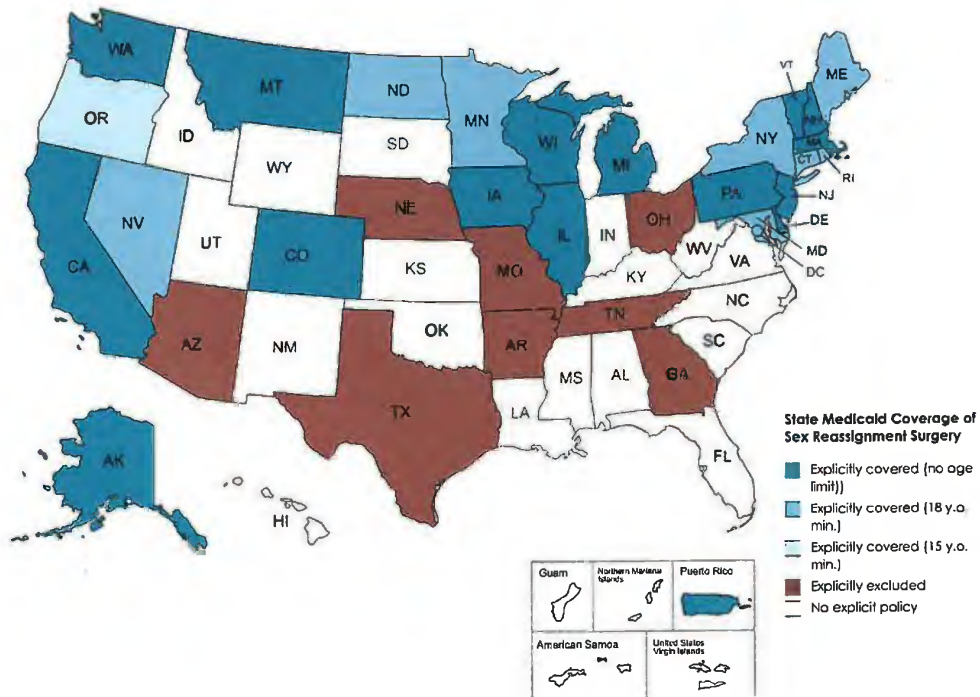 WA
MT
ND
MN
VT
ME
OR
ID
SD
WI
NH
NY
MA
WY
MI
CT
RI
IA
PA
NJ
NE
OH
NV
IL
IN
DE
UT
CO
WV
MD
CA
KS
MO
VA
DC
KY
NC
OK
TN
AZ
NM
AR
SC
MS
AL
GA
TX
LA
FL
AK
HI
State Medicaid Coverage of
Sex Reassignment Surgery
Explicitly covered (no age
limit))
Explicitly covered (18 y.o
min.)
Explicitly covered (15 y.o.
min.)
Explicitly excluded
No explicit policy
Guam
Northern Mariana
Islands
Puerto Rico
American Samoa
United States
Virgin Islands